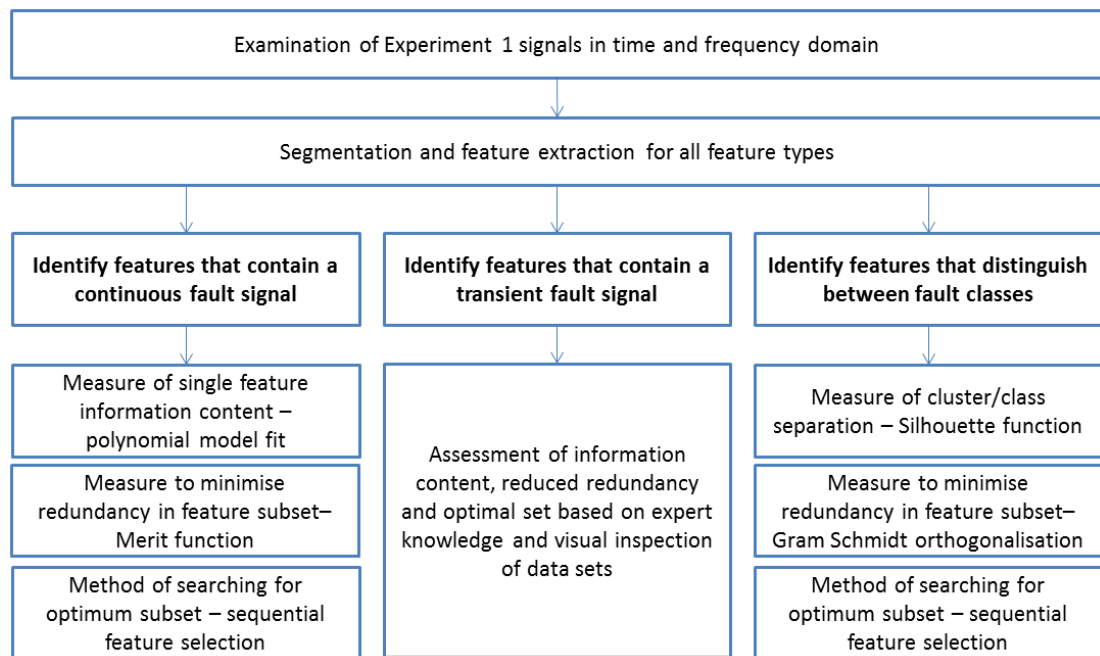 Examination of Experiment 1 signals in time and frequency domain
Segmentation and feature extraction for all feature types
Identify features that contain a
continuous fault signal
Measure of single feature
information content –
polynomial model fit
Measure to minimise
redundancy in feature subset–
Merit function
Method of searching for
optimum subset – sequential
feature selection
Identify features that contain a
transient fault signal
Assessment of information
content, reduced redundancy
and optimal set based on expert
knowledge and visual inspection
of data sets
Identify features that distinguish
between fault classes
Measure of cluster/class
separation – Silhouette function
Measure to minimise
redundancy in feature subset–
Gram Schmidt orthogonalisation
Method of searching for
optimum subset – sequential
feature selection